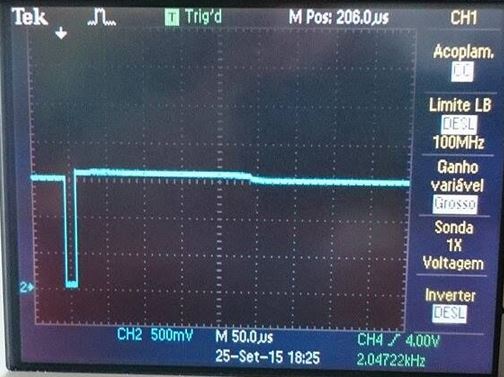 Tek T Trig'd M Pos: 206.0µs CH1
Acoplam.
CC
Limite LB
DESL
100MHz
Ganho
variável
Grosso
Sonda
1X
Voltagem
Inverter
DESL
2
CH2 500mV M 50.0µs CH4 / 4.00V
25-Set-15 18:25 2.04722kHz